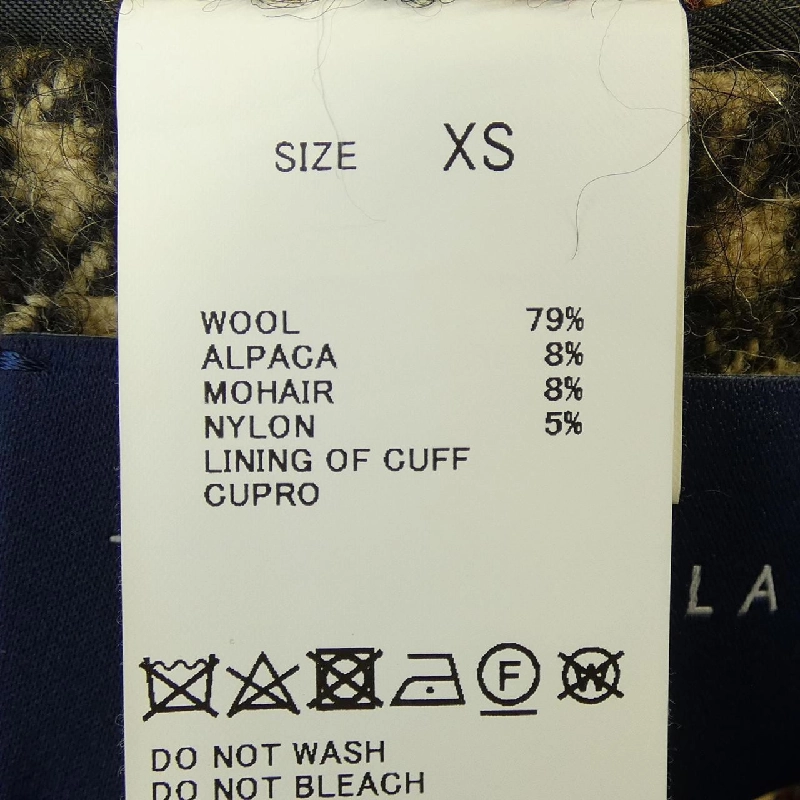 SIZE XS
WOOL 79%
ALPACA 8%
MOHAIR 8%
NYLON 5%
LINING OF CUFF
CUPRO
LA
F W
DO NOT WASH
DO NOT BLEACH